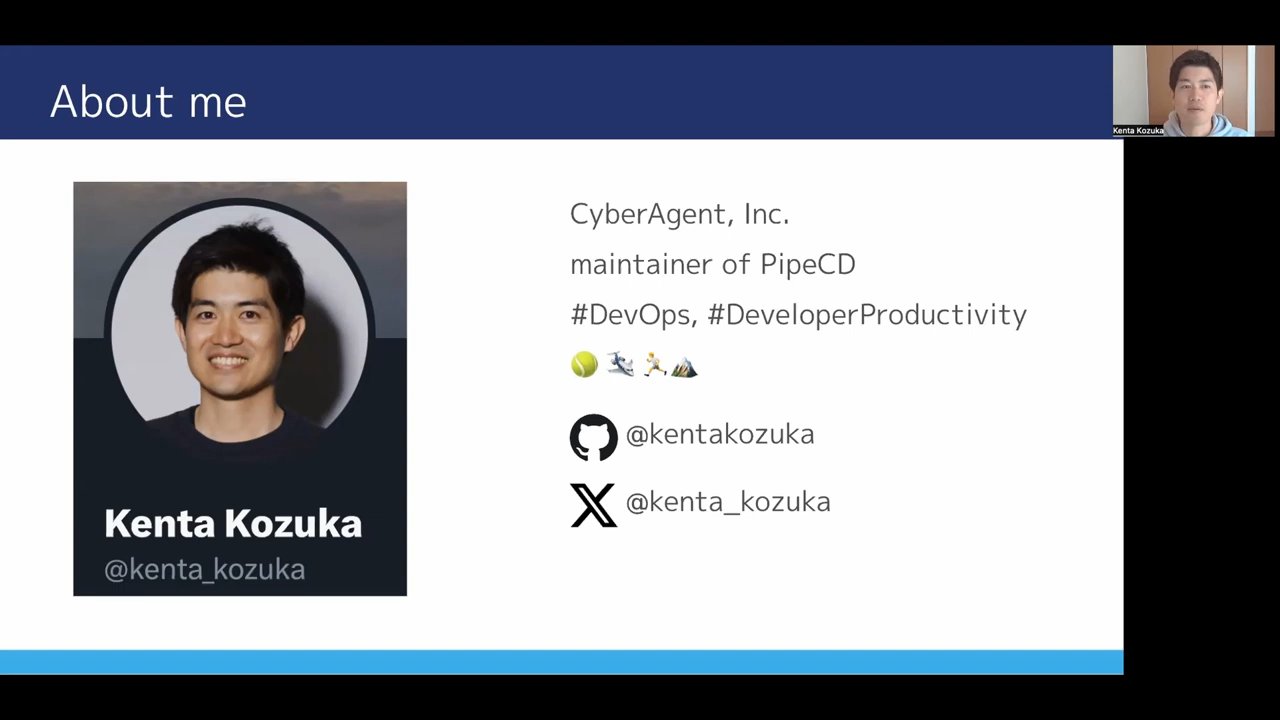 About me
Kenta Kozuka
CyberAgent, Inc.
maintainer of PipeCD
#DevOps, #DeveloperProductivity
@kentakozuka
@kenta_kozuka
Kenta Kozuka
@kenta_kozuka